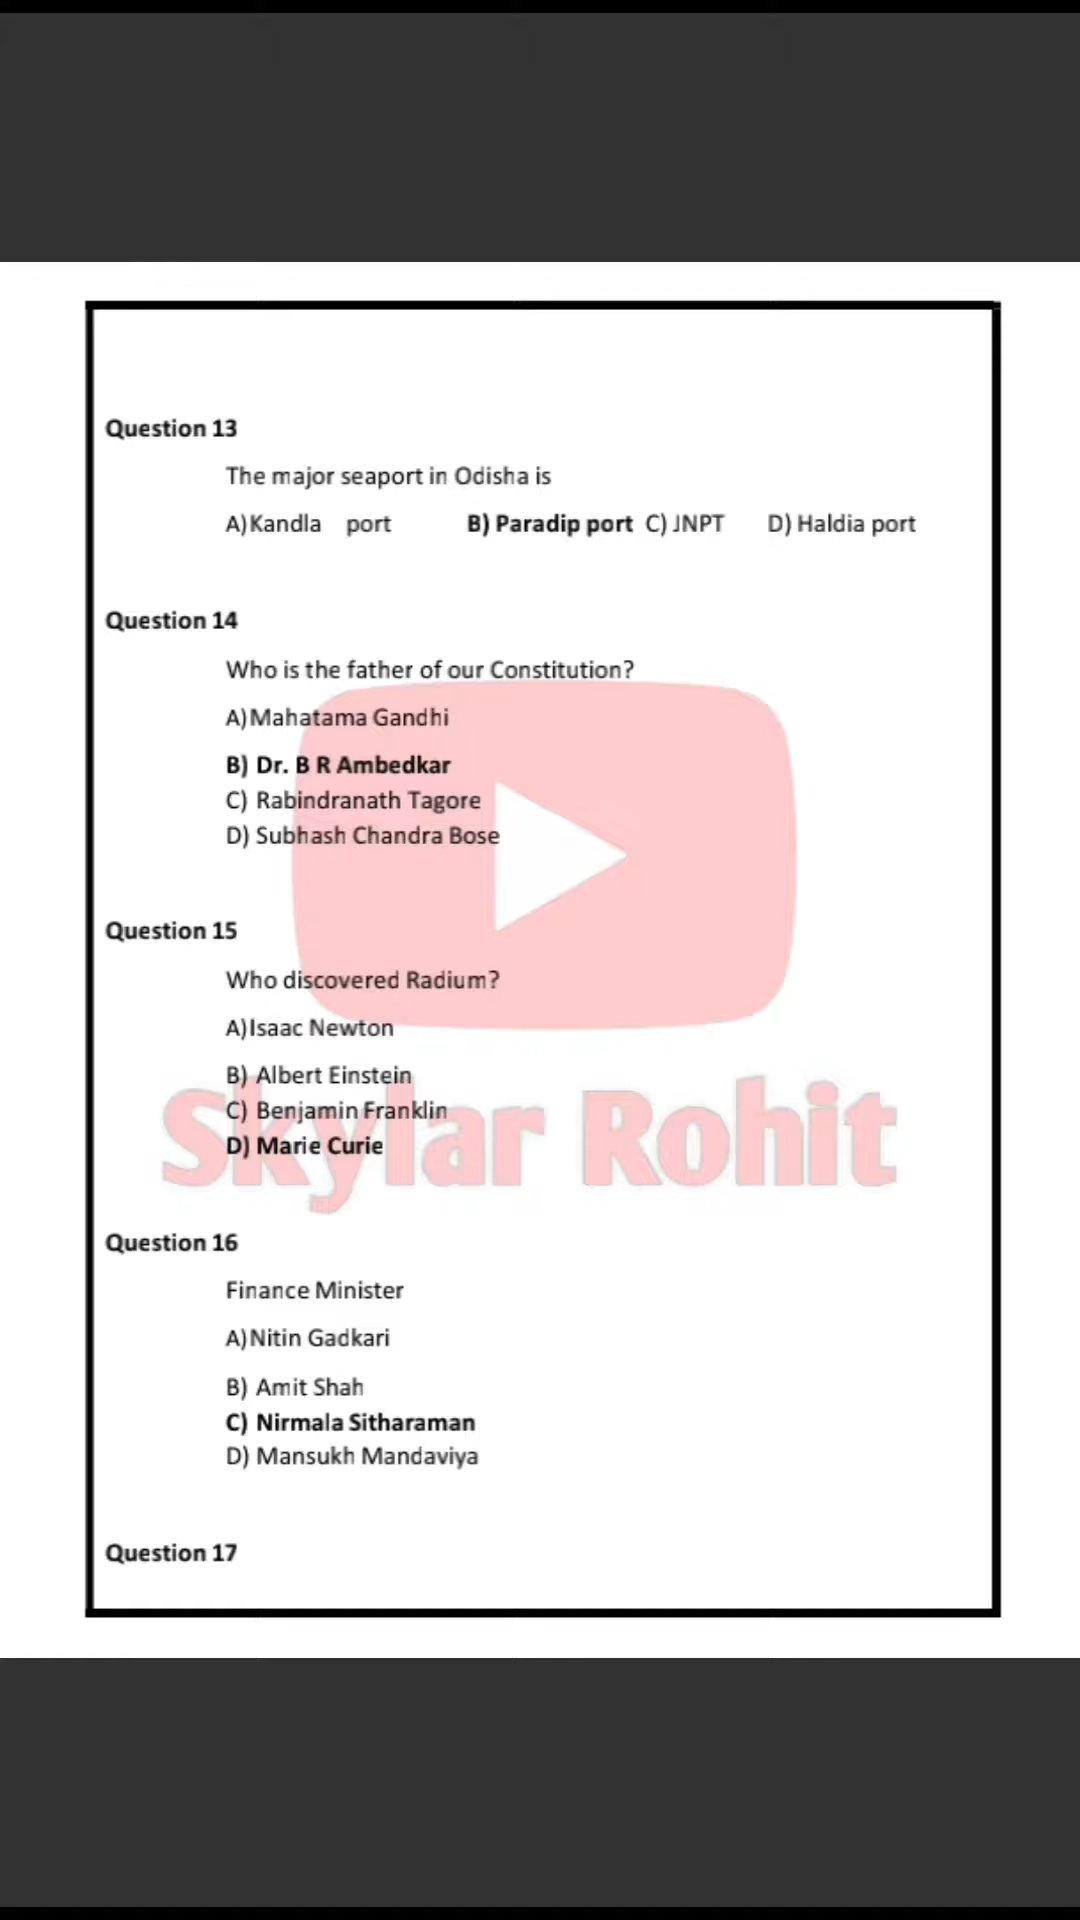 Question 13
The major seaport in Odisha is
A)Kandla port B) Paradip port C) JNPT D) Haldia port
Question 14
Who is the father of our Constitution?
A)Mahatama Gandhi
B) Dr. B R Ambedkar
C) Rabindranath Tagore
D) Subhash Chandra Bose
Question 15
Who discovered Radium?
A)Isaac Newton
B) Albert Einstein
C) Benjamin Franklin
D) Marie Curie
Skylar Rohit
Question 16
Finance Minister
A)Nitin Gadkari
B) Amit Shah
C) Nirmala Sitharaman
D) Mansukh Mandaviya
Question 17